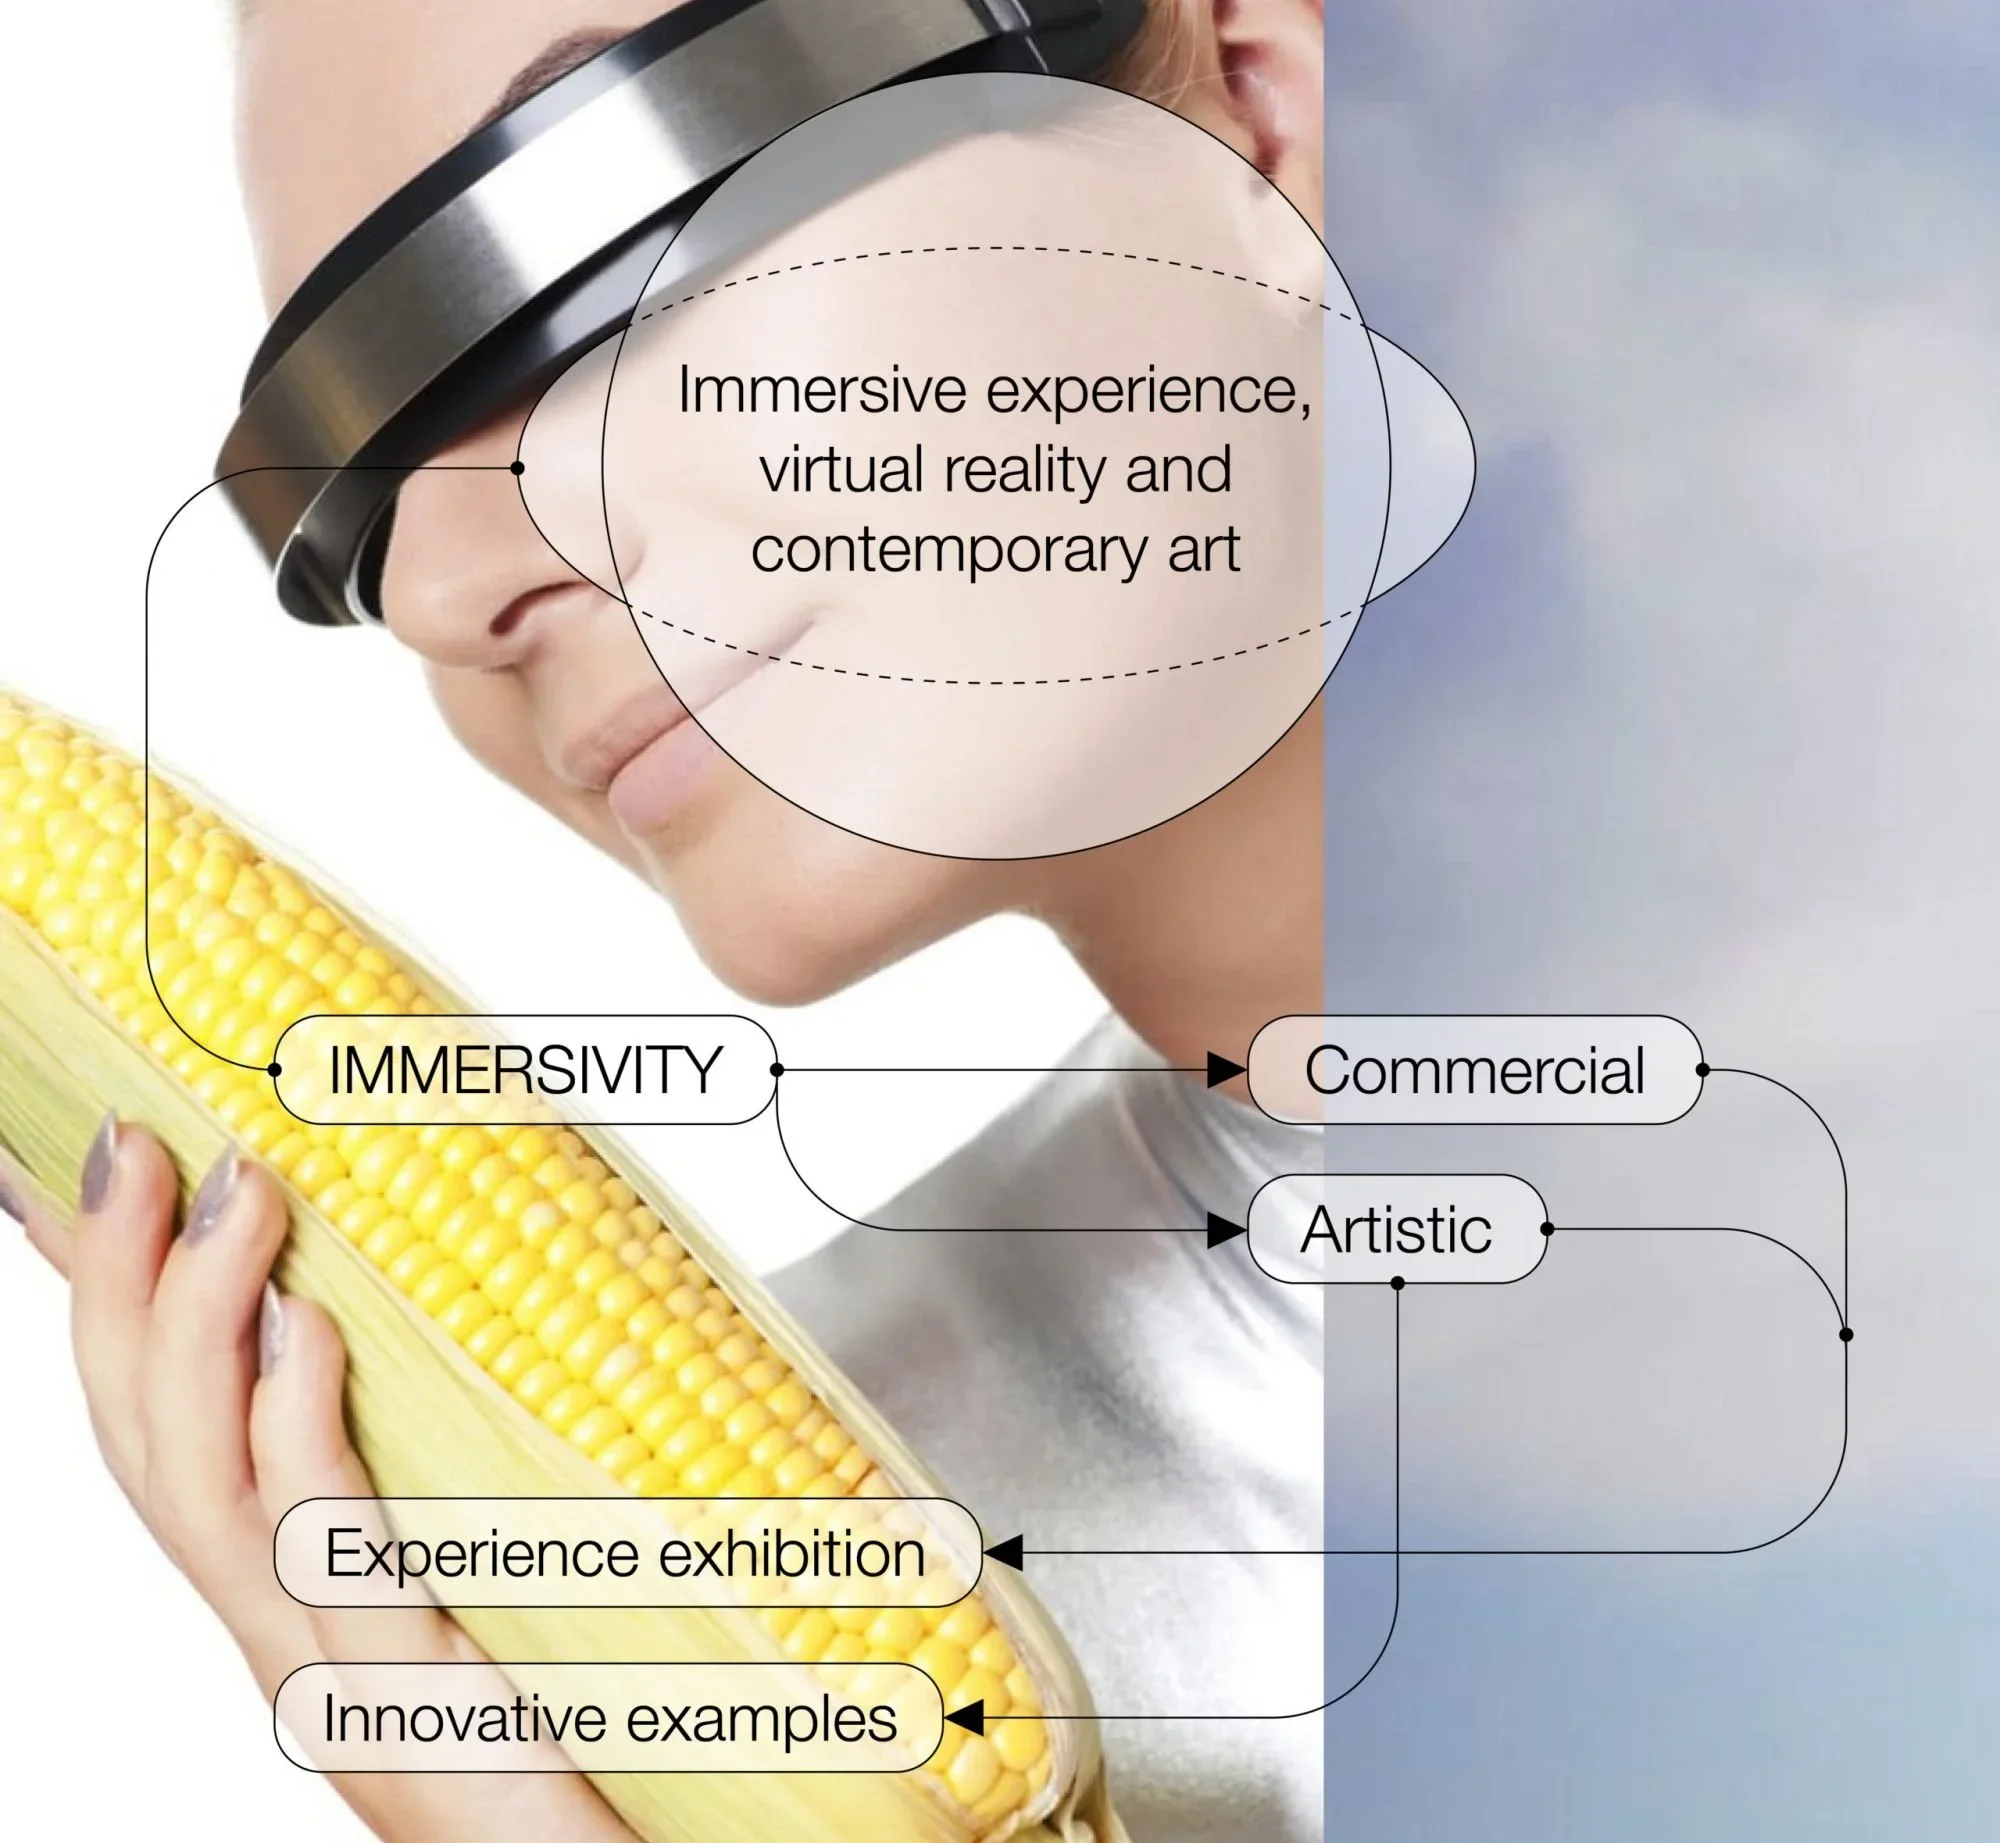 Immersive experience,
virtual reality and
contemporary art
IMMERSIVITY
Commercial
Artistic
Experience exhibition
Innovative examples